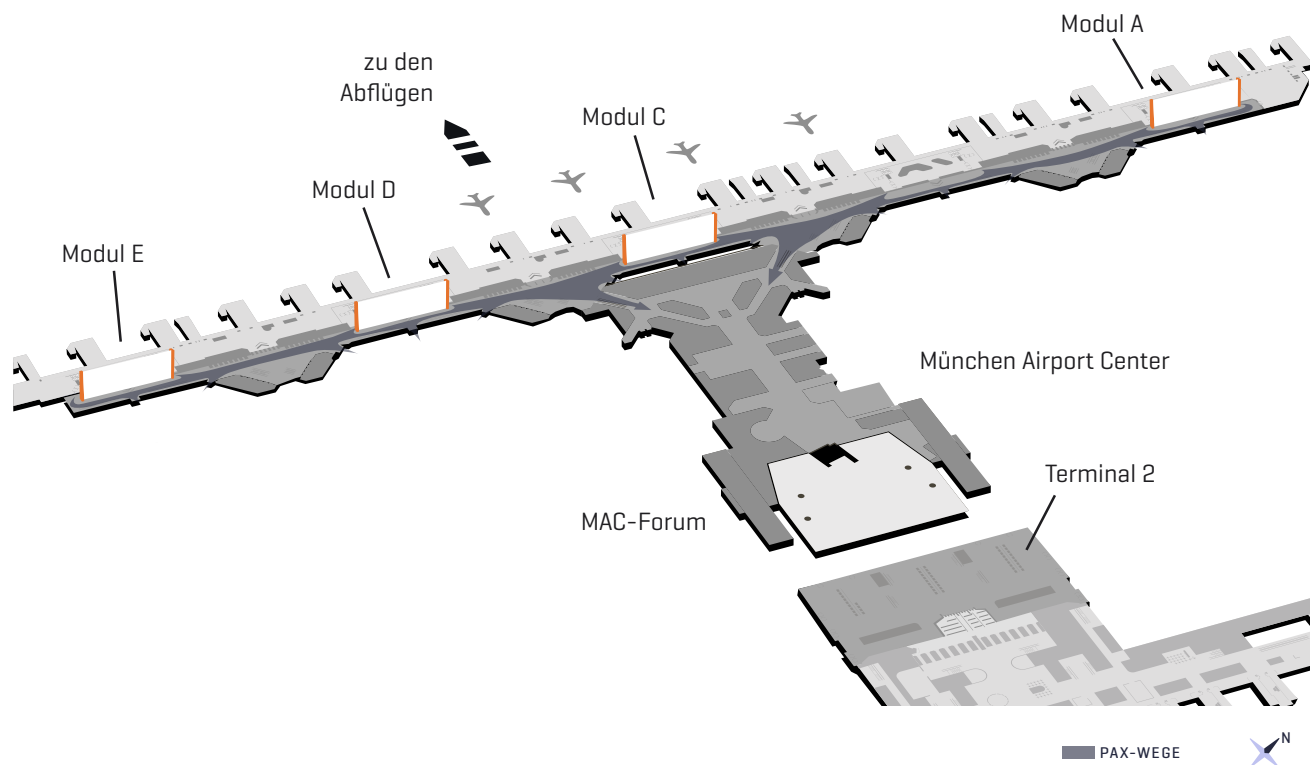 Modul A
zu den
Abflügen
Modul C
Modul D
Modul E
München Airport Center
Terminal 2
MAC-Forum
PAX-WEGE
N